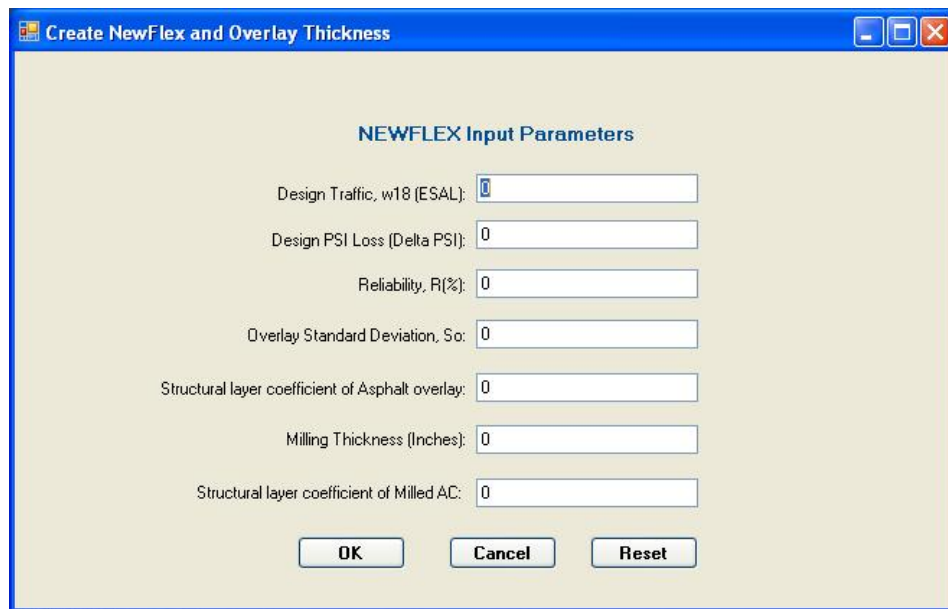 Create NewFlex and Overlay Thickness
NEWFLEX Input Parameters
Design Traffic, w18 (ESAL): 0
Design PSI Loss (Delta PSI): 0
Reliability, R(%): 0
Overlay Standard Deviation, So: 0
Structural layer coefficient of Asphalt overlay: 0
Milling Thickness (Inches): 0
Structural layer coefficient of Milled AC: 0
OK Cancel Reset